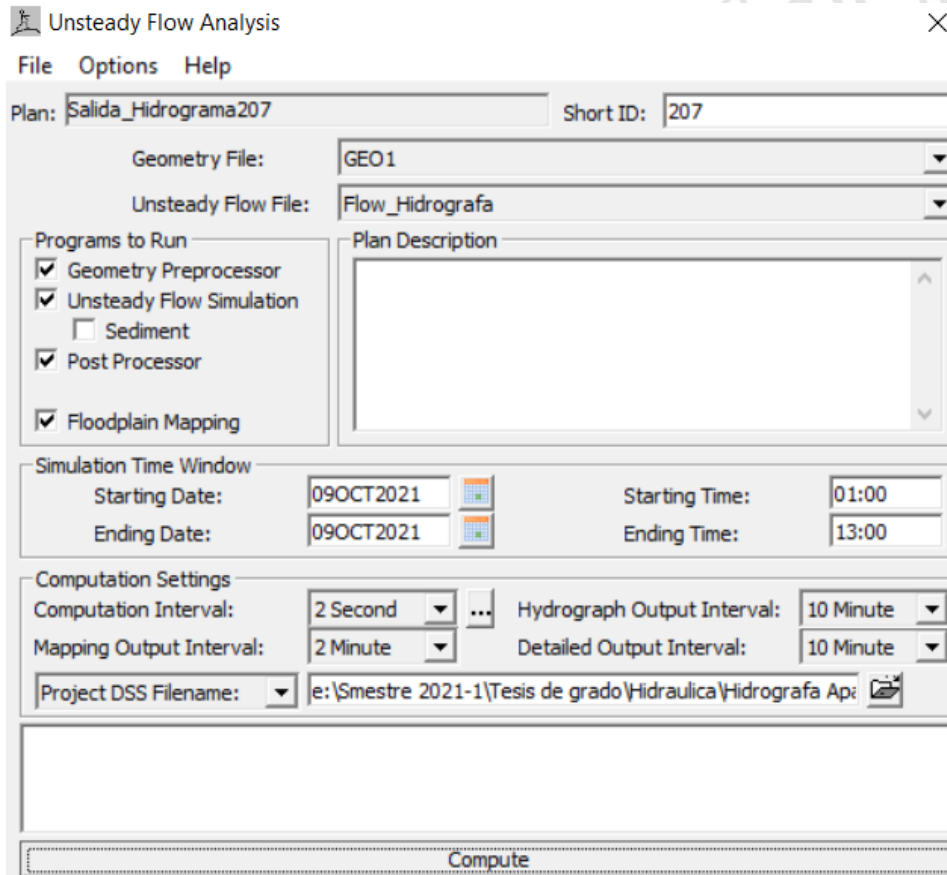 Unsteady Flow Analysis
File Options Help
Plan: Salida_Hidrograma207 Short ID: 207
Geometry File: GEO1
Unsteady Flow File: Flow_Hidrografa
Programs to Run Plan Description
Geometry Preprocessor
Unsteady Flow Simulation
Sediment
Post Processor
Floodplain Mapping
Simulation Time Window
Starting Date: 09OCT2021 Starting Time: 01:00
Ending Date: 09OCT2021 Ending Time: 13:00
Computation Settings
Computation Interval: 2 Second ... Hydrograph Output Interval: 10 Minute
Mapping Output Interval: 2 Minute Detailed Output Interval: 10 Minute
Project DSS Filename: e:\Smestre 2021-1\Tesis de grado\Hidraulica\Hidrografa
Compute